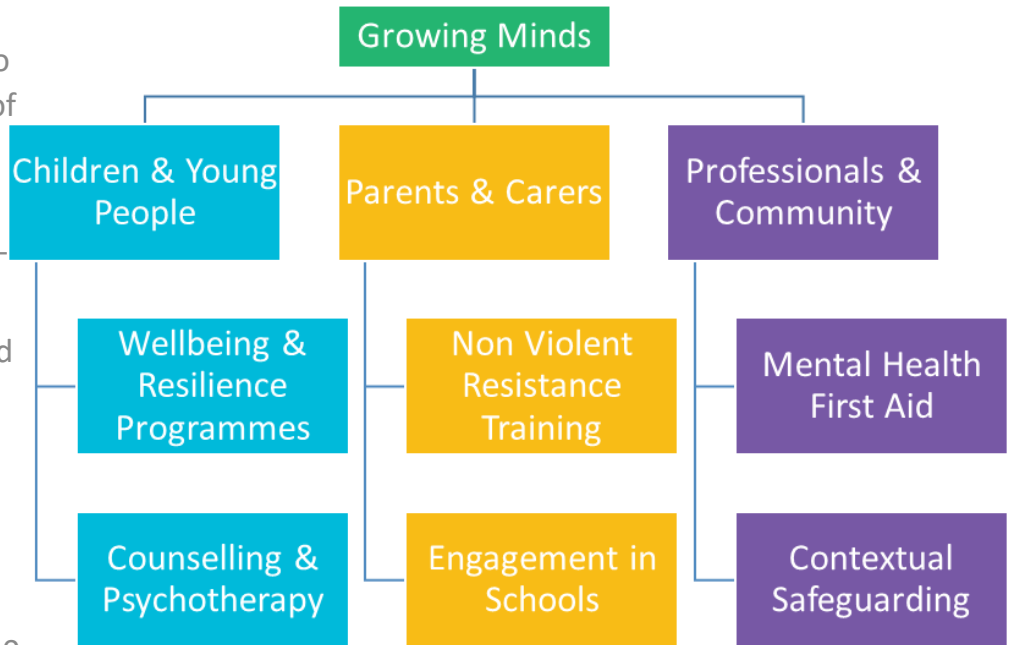 Growing Minds
Children & Young
People
Parents & Carers
Professionals &
Community
Wellbeing &
Resilience
Programmes
Non Violent
Resistance
Training
Mental Health
First Aid
Counselling &
Psychotherapy
Engagement in
Schools
Contextual
Safeguarding